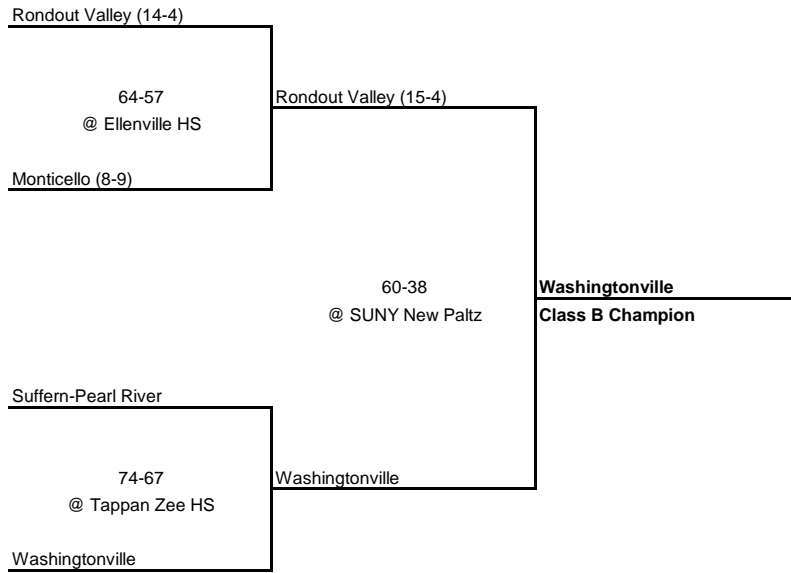 Rondout Valley (14-4)
64-57
@ Ellenville HS
Rondout Valley (15-4)
Monticello (8-9)
60-38
@ SUNY New Paltz
Washingtonville
Class B Champion
Suffern-Pearl River
74-67
@ Tappan Zee HS
Washingtonville
Washingtonville